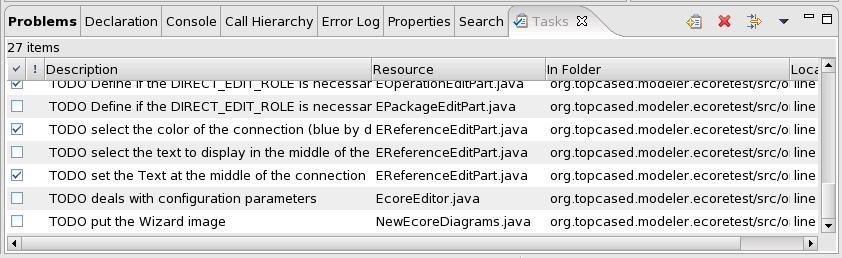 Problems Declaration Console Call Hierarchy Error Log Properties Search Tasks
27 items
! Description Resource In Folder Loca
TODO Define if the DIRECT_EDIT_ROLE is necessar EOperationEditPart.java org.topcased.modeler.ecoretest/src/o line
TODO Define if the DIRECT_EDIT_ROLE is necessar EPackageEditPart.java org.topcased.modeler.ecoretest/src/o line
TODO select the color of the connection (blue by d EReferenceEditPart.java org.topcased.modeler.ecoretest/src/o line
TODO select the text to display in the middle of the EReferenceEditPart.java org.topcased.modeler.ecoretest/src/o line
TODO set the Text at the middle of the connection EReferenceEditPart.java org.topcased.modeler.ecoretest/src/o line
TODO deals with configuration parameters EcoreEditor.java org.topcased.modeler.ecoretest/src/o line
TODO put the Wizard image NewEcoreDiagrams.java org.topcased.modeler.ecoretest/src/o line